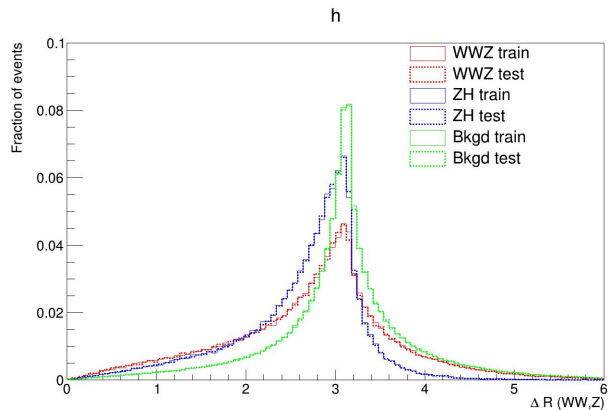 h
Fraction of events
0.1
0.08
0.06
0.04
0.02
0
WWZ train
WWZ test
ZH train
ZH test
Bkgd train
Bkgd test
0 1 2 3 4 5 6
Δ R (WW,Z)